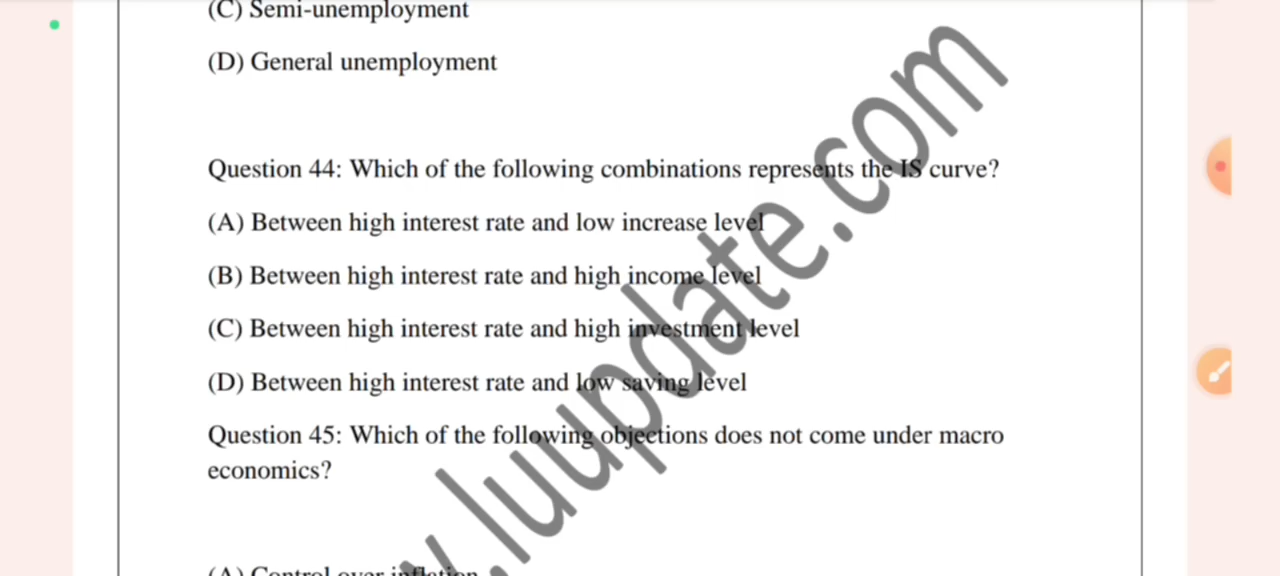 (C) Semi-unemployment
(D) General unemployment
Question 44: Which of the following combinations represents the IS curve?
(A) Between high interest rate and low increase level
(B) Between high interest rate and high income level
(C) Between high interest rate and high investment level
(D) Between high interest rate and low saving level
Question 45: Which of the following objections does not come under macro
economics?
(A) Control over inflation
.luupdate.com